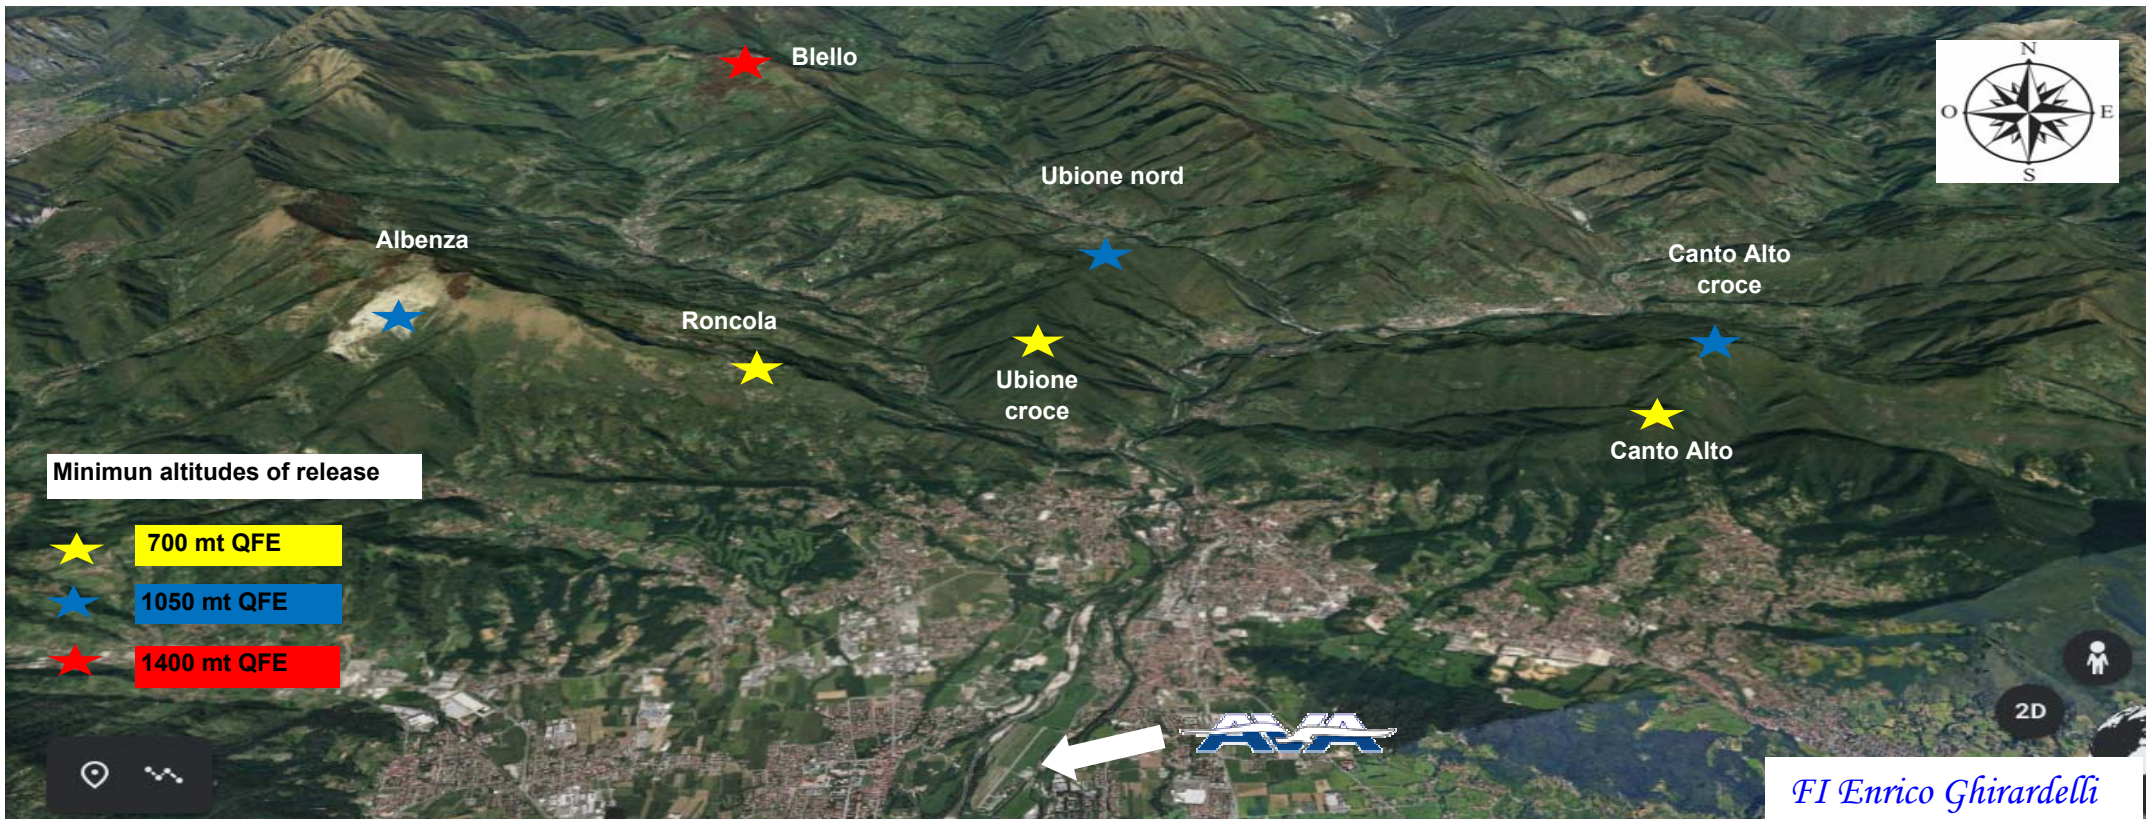 Blello
N
O
E
S
Ubione nord
Albenza
Canto Alto
croce
Roncola
Ubione
croce
Canto Alto
Minimun altitudes of release
700 mt QFE
1050 mt QFE
1400 mt QFE
2D
AVA
FI Enrico Ghirardelli